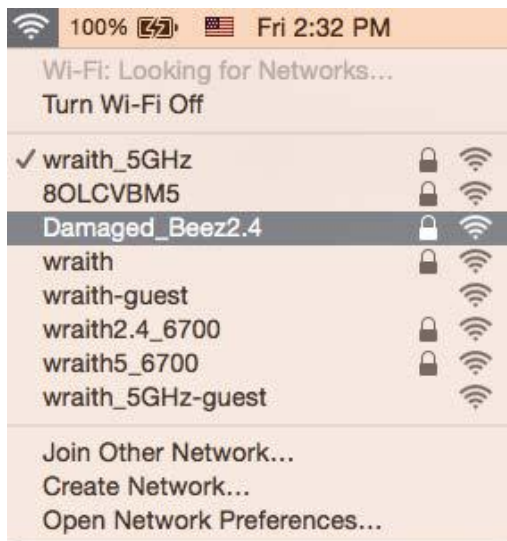 100% Fri 2:32 PM
Wi-Fi: Looking for Networks...
Turn Wi-Fi Off
wraith_5GHz
8OLCVBM5
Damaged_Beez2.4
wraith
wraith-guest
wraith2.4_6700
wraith5_6700
wraith_5GHz-guest
Join Other Network...
Create Network...
Open Network Preferences...